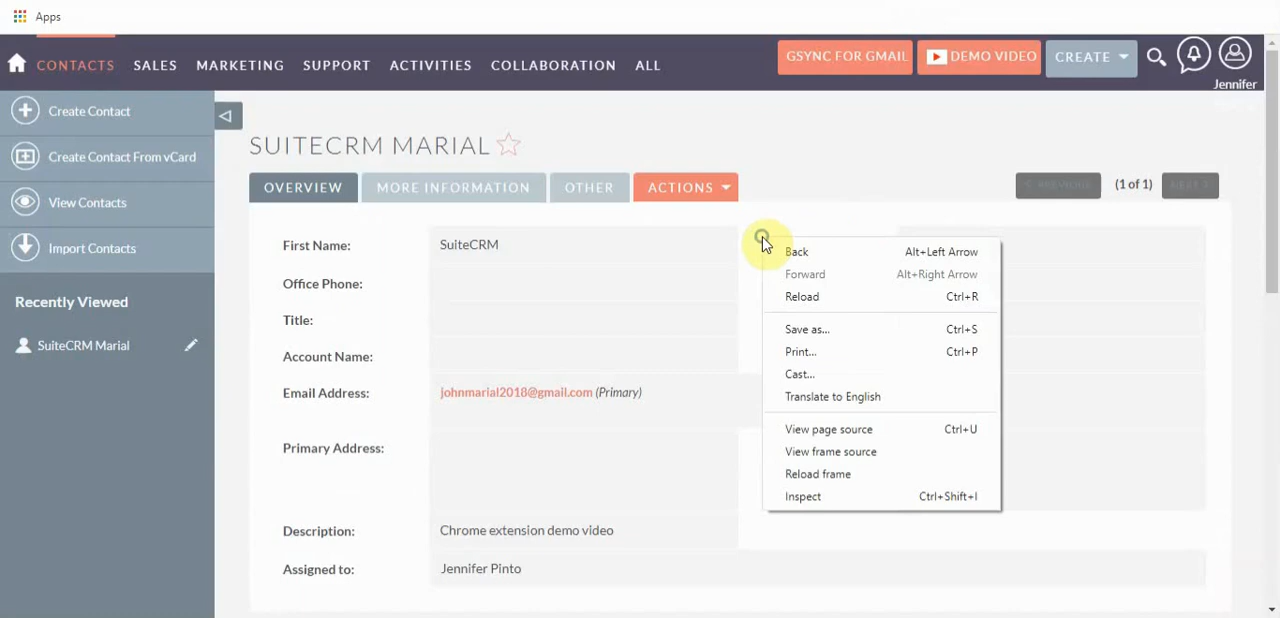 Apps
CONTACTS SALES MARKETING SUPPORT ACTIVITIES COLLABORATION ALL
GSYNC FOR GMAIL DEMO VIDEO CREATE
Jennifer
Create Contact
Create Contact From vCard
View Contacts
Import Contacts
Recently Viewed
SuiteCRM Marial
SUITECRM MARIAL
OVERVIEW MORE INFORMATION OTHER ACTIONS
(1 of 1)
First Name: SuiteCRM
Office Phone:
Title:
Account Name:
Email Address: johnmarial2018@gmail.com (Primary)
Primary Address:
Description: Chrome extension demo video
Assigned to: Jennifer Pinto
Back Alt+Left Arrow
Forward Alt+Right Arrow
Reload Ctrl+R
Save as... Ctrl+S
Print... Ctrl+P
Cast...
Translate to English
View page source Ctrl+U
View frame source
Reload frame
Inspect Ctrl+Shift+I